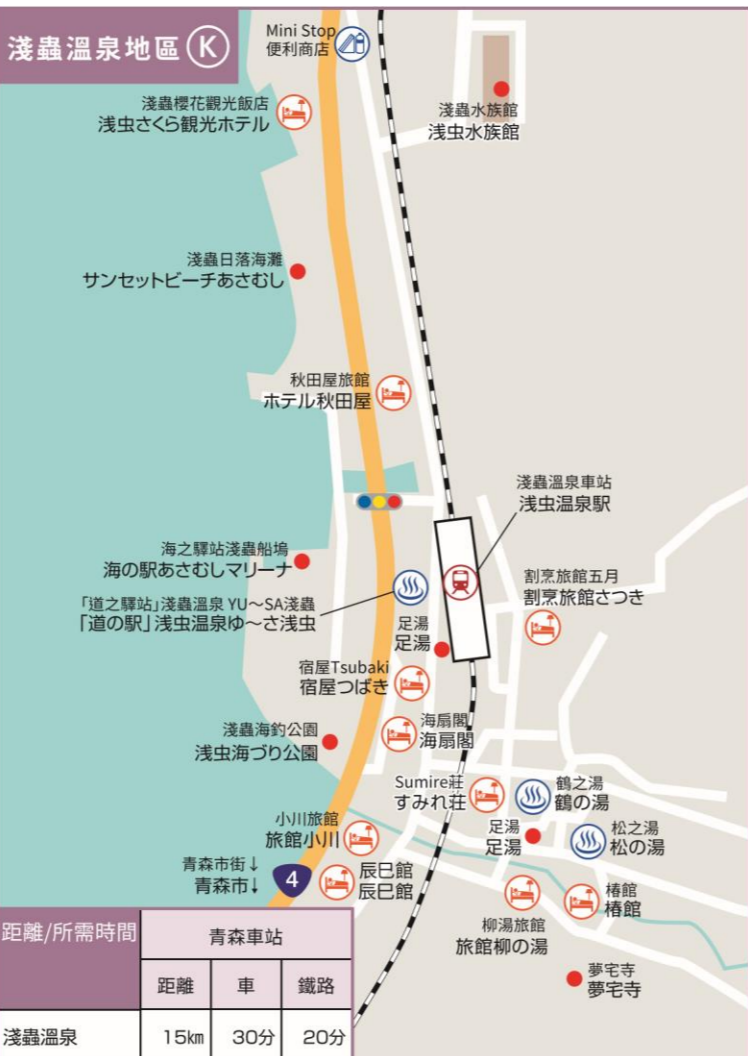 淺蟲溫泉地區 K
Mini Stop
便利商店
淺蟲櫻花觀光飯店
浅虫さくら観光ホテル
淺蟲水族館
浅虫水族館
淺蟲日落海灘
サンセットビーチあさむし
秋田屋旅館
ホテル秋田屋
淺蟲溫泉車站
浅虫温泉駅
海之驛站淺蟲船塢
海の駅あさむしマリーナ
「道之驛站」淺蟲溫泉 YU～SA淺蟲
「道の駅」浅虫温泉ゆ～さ浅虫
割烹旅館五月
割烹旅館さつき
足湯
足湯
宿屋Tsubaki
宿屋つばき
海扇閣
海扇閣
淺蟲海釣公園
浅虫海づり公園
Sumire莊
すみれ荘
鶴之湯
鶴の湯
小川旅館
旅館小川
足湯
足湯
松之湯
松の湯
青森市街↓
青森市↓
4
辰巳館
辰巳館
柳湯旅館
旅館柳の湯
椿館
椿館
夢宅寺
夢宅寺
距離/所需時間 青森車站
距離 車 鐵路
淺蟲溫泉 15km 30分 20分